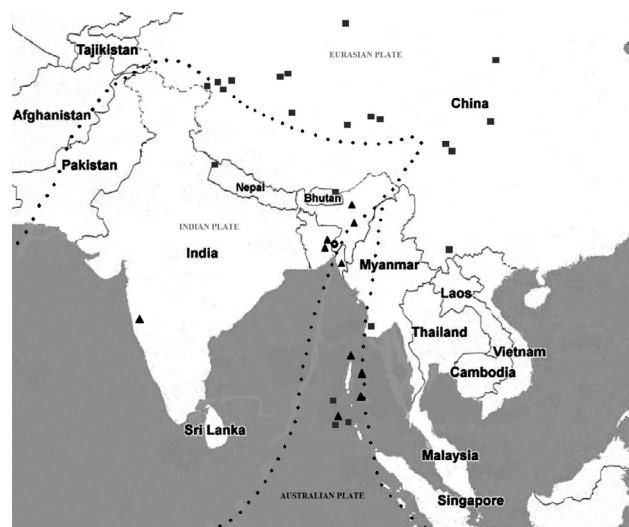 Tajikistan
EURASIAN PLATE
Afghanistan
China
Pakistan
Nepal
Bhutan
INDIAN PLATE
India
Myanmar
Laos
Thailand
Vietnam
Cambodia
Sri Lanka
Malaysia
AUSTRALIAN PLATE
Singapore